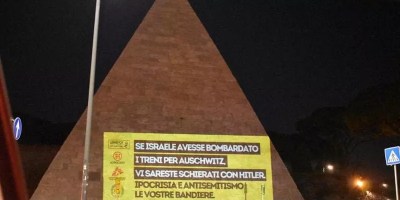 SE ISRAELE AVESSE BOMBARDATO
I TRENI PER AUSCHWITZ,
VI SARESTE SCHIERATI CON HITLER.
IPOCRISIA E ANTISEMITISMO
LE VOSTRE BANDIERE.